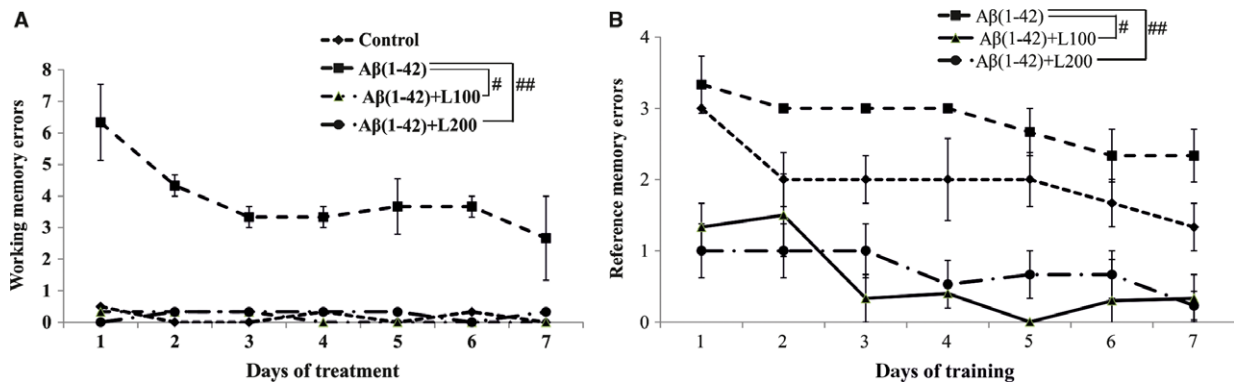 A
Control
Aβ(1-42)
Aβ(1-42)+L100
Aβ(1-42)+L200
#
##
Working memory errors
8
7
6
5
4
3
2
1
0
1 2 3 4 5 6 7
Days of treatment
B
Aβ(1-42)
Aβ(1-42)+L100
Aβ(1-42)+L200
#
##
Reference memory errors
4
3
2
1
0
1 2 3 4 5 6 7
Days of training